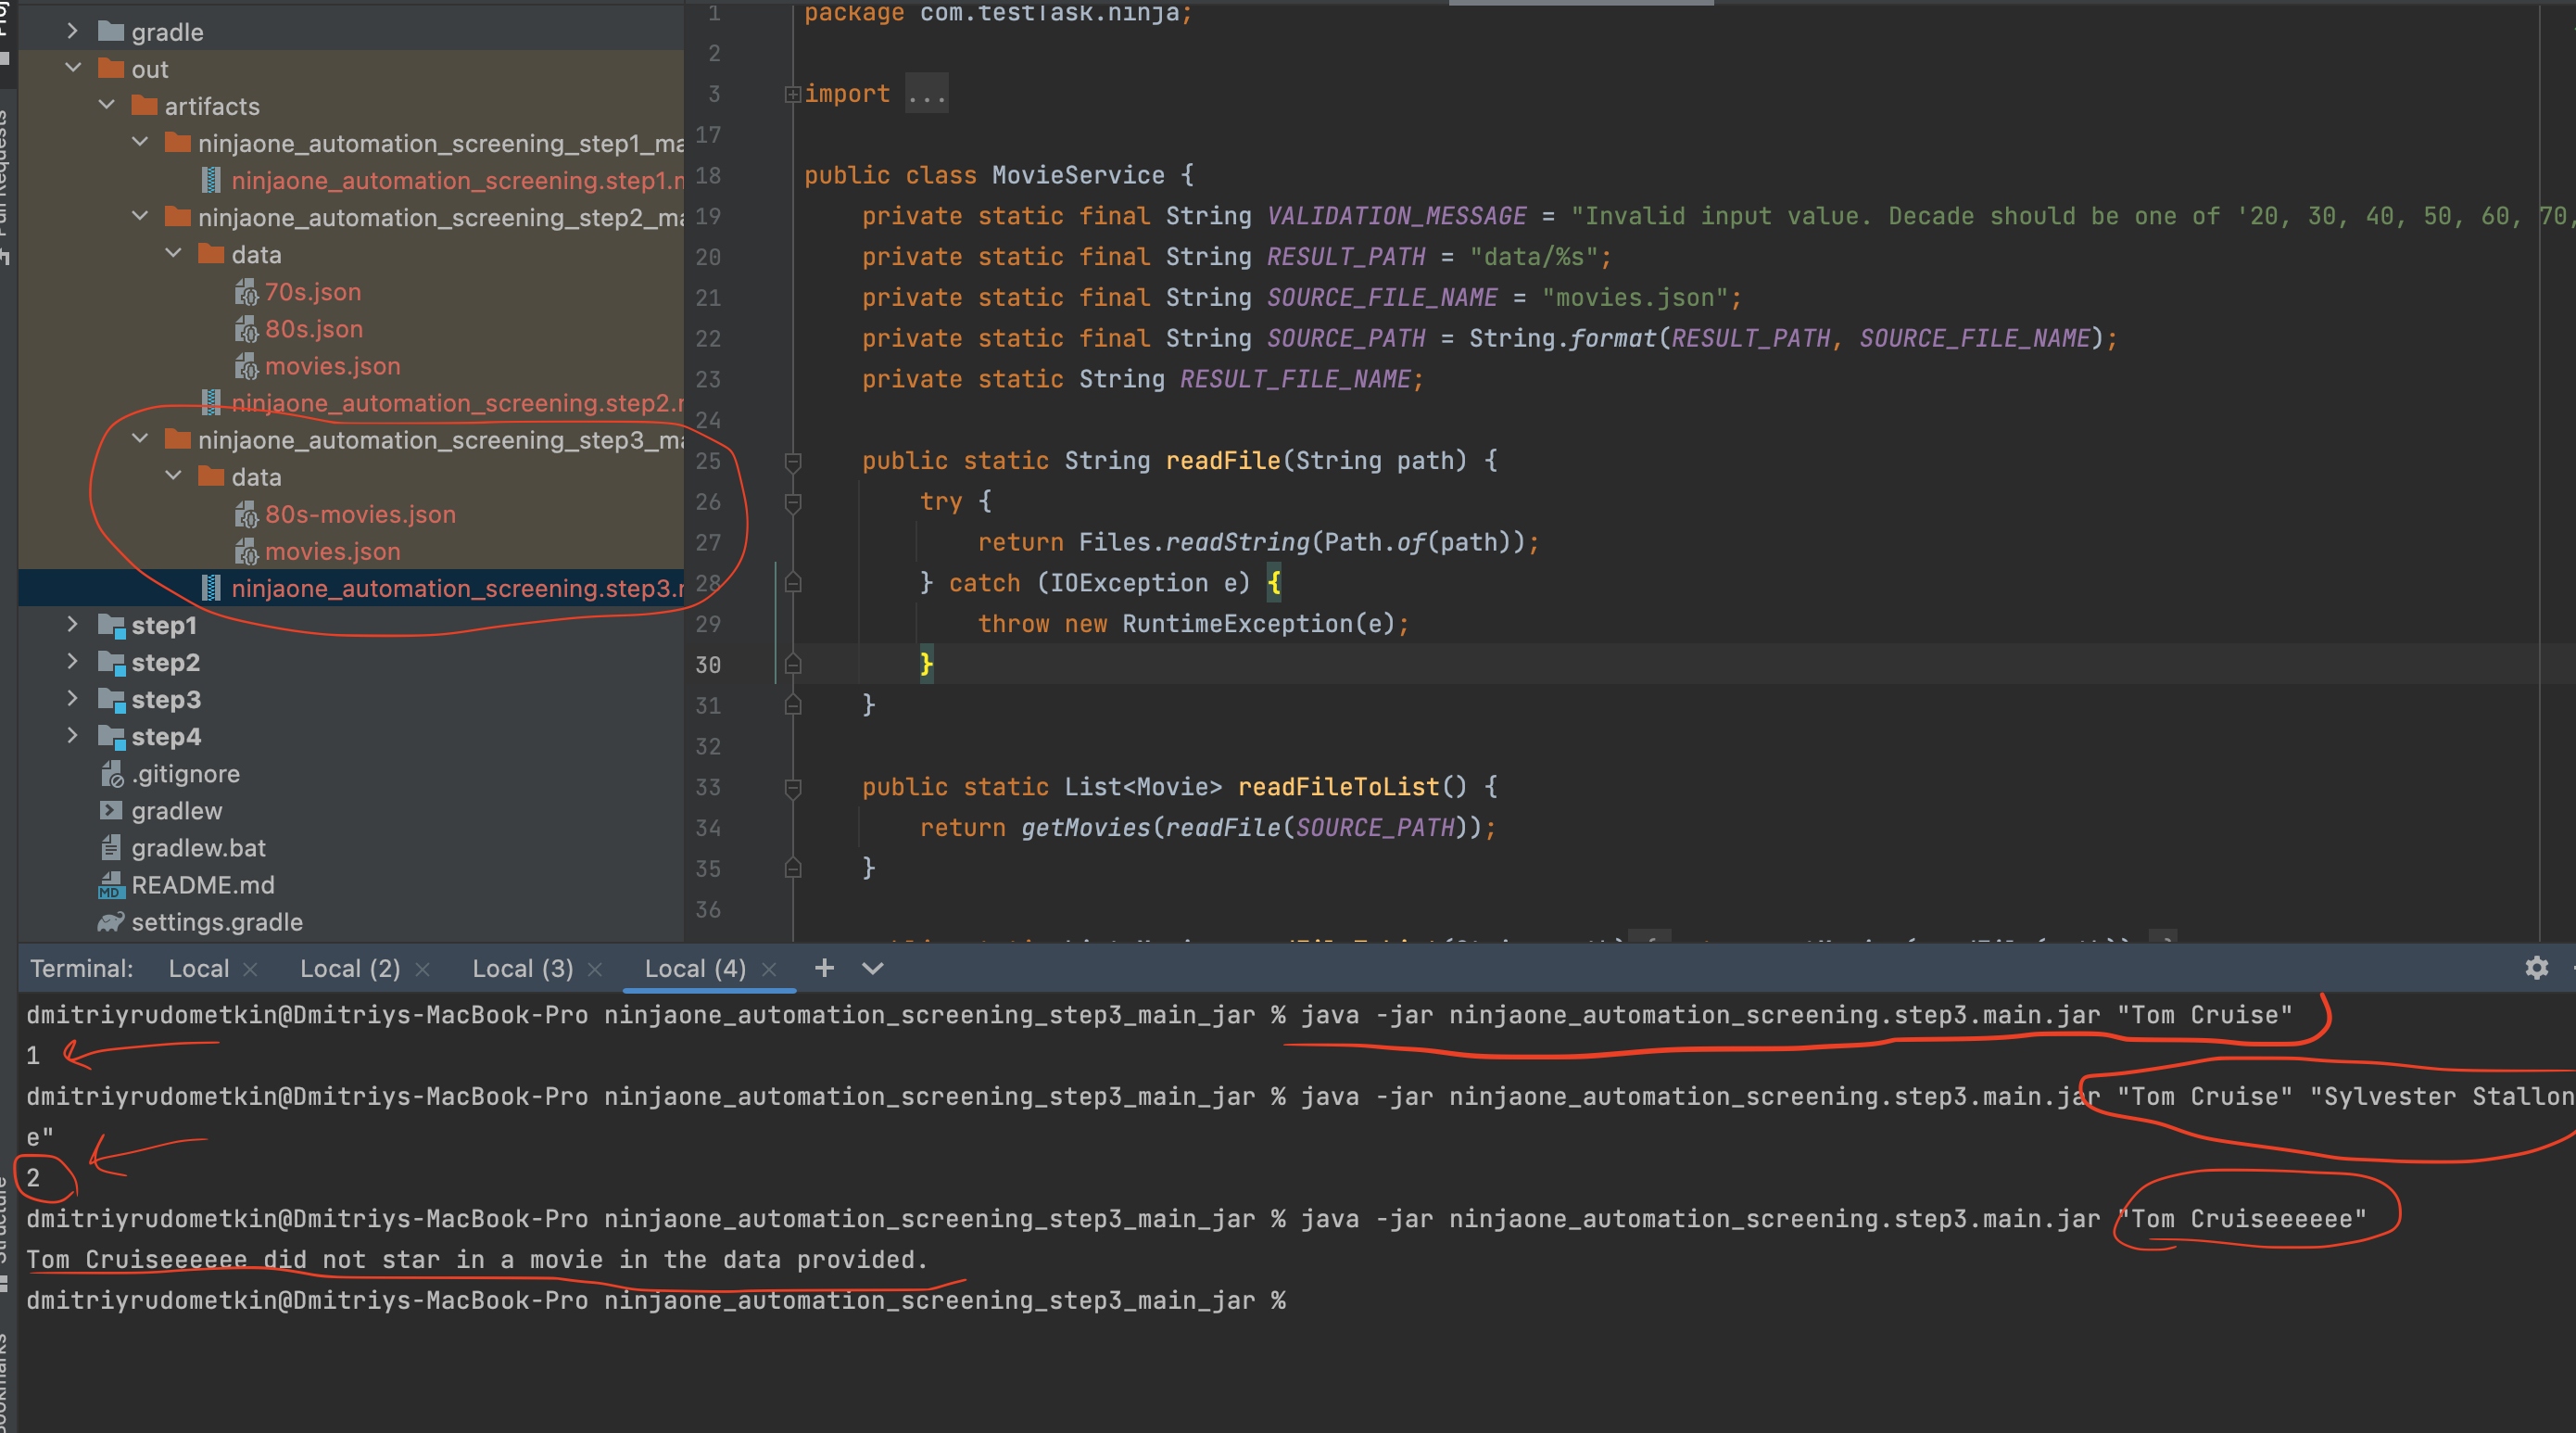 gradle
out
artifacts
ninjaone_automation_screening_step1_ma
ninjaone_automation_screening.step1.m
ninjaone_automation_screening_step2_ma
data
70s.json
80s.json
movies.json
ninjaone_automation_screening.step2.r
ninjaone_automation_screening_step3_ma
data
80s-movies.json
movies.json
ninjaone_automation_screening.step3.r
step1
step2
step3
step4
.gitignore
gradlew
gradlew.bat
README.md
settings.gradle
1 package com.testTask.ninja;
2
3 import ...
17
18 public class MovieService {
19 private static final String VALIDATION_MESSAGE = "Invalid input value. Decade should be one of '20, 30, 40, 50, 60, 70,
20 private static final String RESULT_PATH = "data/%s";
21 private static final String SOURCE_FILE_NAME = "movies.json";
22 private static final String SOURCE_PATH = String.format(RESULT_PATH, SOURCE_FILE_NAME);
23 private static String RESULT_FILE_NAME;
24
25 public static String readFile(String path) {
26 try {
27 return Files.readString(Path.of(path));
28 } catch (IOException e) {
29 throw new RuntimeException(e);
30 }
31 }
32
33 public static List<Movie> readFileToList() {
34 return getMovies(readFile(SOURCE_PATH));
35 }
36
Terminal: Local Local (2) Local (3) Local (4)
dmitriyrudometkin@Dmitriys-MacBook-Pro ninjaone_automation_screening_step3_main_jar % java -jar ninjaone_automation_screening.step3.main.jar "Tom Cruise"
1
dmitriyrudometkin@Dmitriys-MacBook-Pro ninjaone_automation_screening_step3_main_jar % java -jar ninjaone_automation_screening.step3.main.jar "Tom Cruise" "Sylvester Stallon
e"
2
dmitriyrudometkin@Dmitriys-MacBook-Pro ninjaone_automation_screening_step3_main_jar % java -jar ninjaone_automation_screening.step3.main.jar "Tom Cruiseeeeee"
Tom Cruiseeeeee did not star in a movie in the data provided.
dmitriyrudometkin@Dmitriys-MacBook-Pro ninjaone_automation_screening_step3_main_jar %